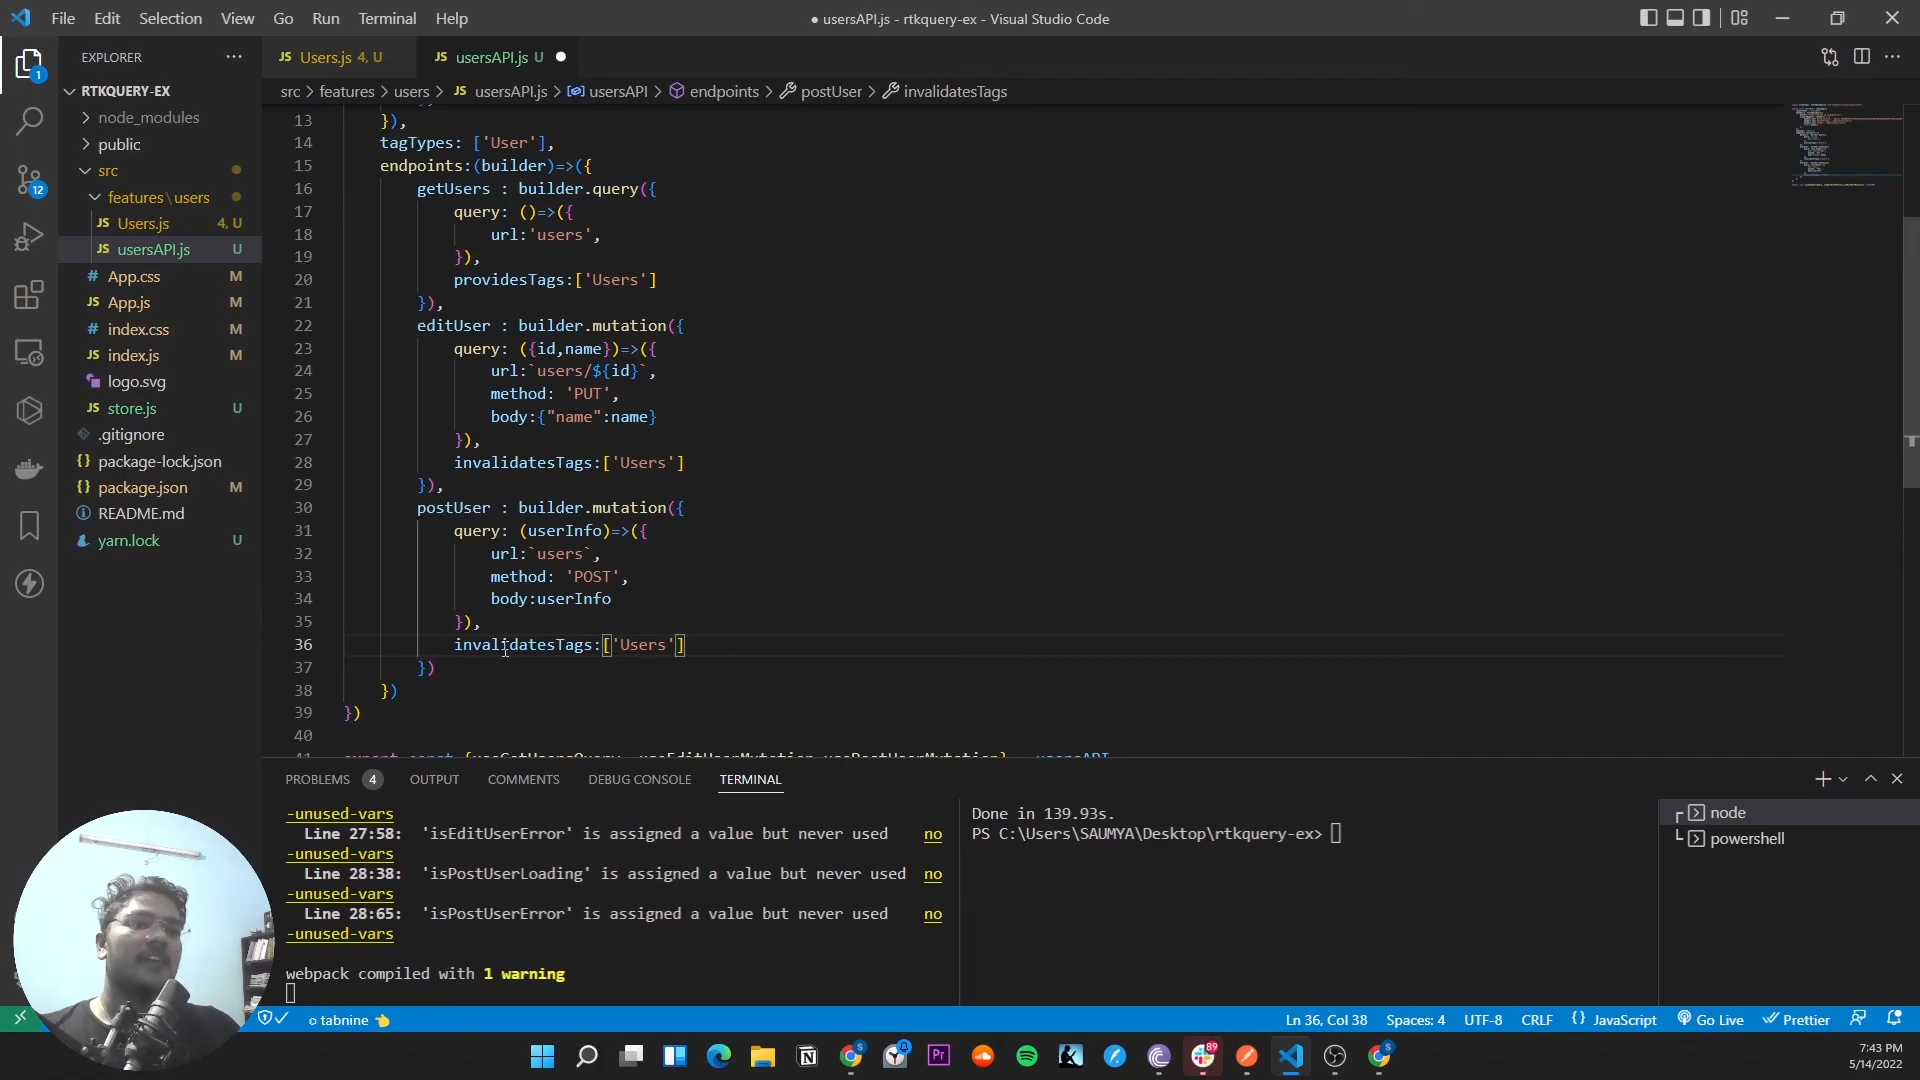 File Edit Selection View Go Run Terminal Help
● usersAPI.js - rtkquery-ex - Visual Studio Code
EXPLORER
JS Users.js 4, U
JS usersAPI.js U
RTKQUERY-EX
src > features > users > JS usersAPI.js > usersAPI > endpoints > postUser > invalidatesTags
node_modules
public
src
features\users
JS Users.js 4, U
JS usersAPI.js U
# App.css M
JS App.js M
# index.css M
JS index.js M
logo.svg
JS store.js U
.gitignore
{} package-lock.json
{} package.json M
README.md
yarn.lock U
1
12
13 }),
14 tagTypes: ['User'],
15 endpoints:(builder)=>({
16 getUsers : builder.query({
17 query: ()=>({
18 url:'users',
19 }),
20 providesTags:['Users']
21 }),
22 editUser : builder.mutation({
23 query: ({id,name})=>({
24 url:`users/${id}`,
25 method: 'PUT',
26 body:{"name":name}
27 }),
28 invalidatesTags:['Users']
29 }),
30 postUser : builder.mutation({
31 query: (userInfo)=>({
32 url:`users`,
33 method: 'POST',
34 body:userInfo
35 }),
36 invalidatesTags:['Users']
37 })
38 })
39 })
40
PROBLEMS 4 OUTPUT COMMENTS DEBUG CONSOLE TERMINAL
-unused-vars
Line 27:58: 'isEditUserError' is assigned a value but never used no
-unused-vars
Line 28:38: 'isPostUserLoading' is assigned a value but never used no
-unused-vars
Line 28:65: 'isPostUserError' is assigned a value but never used no
-unused-vars
webpack compiled with 1 warning
Done in 139.93s.
PS C:\Users\SAUMYA\Desktop\rtkquery-ex>
node
powershell
tabnine
Ln 36, Col 38 Spaces: 4 UTF-8 CRLF {} JavaScript Go Live Prettier
N
Pr
89
7:43 PM
5/14/2022